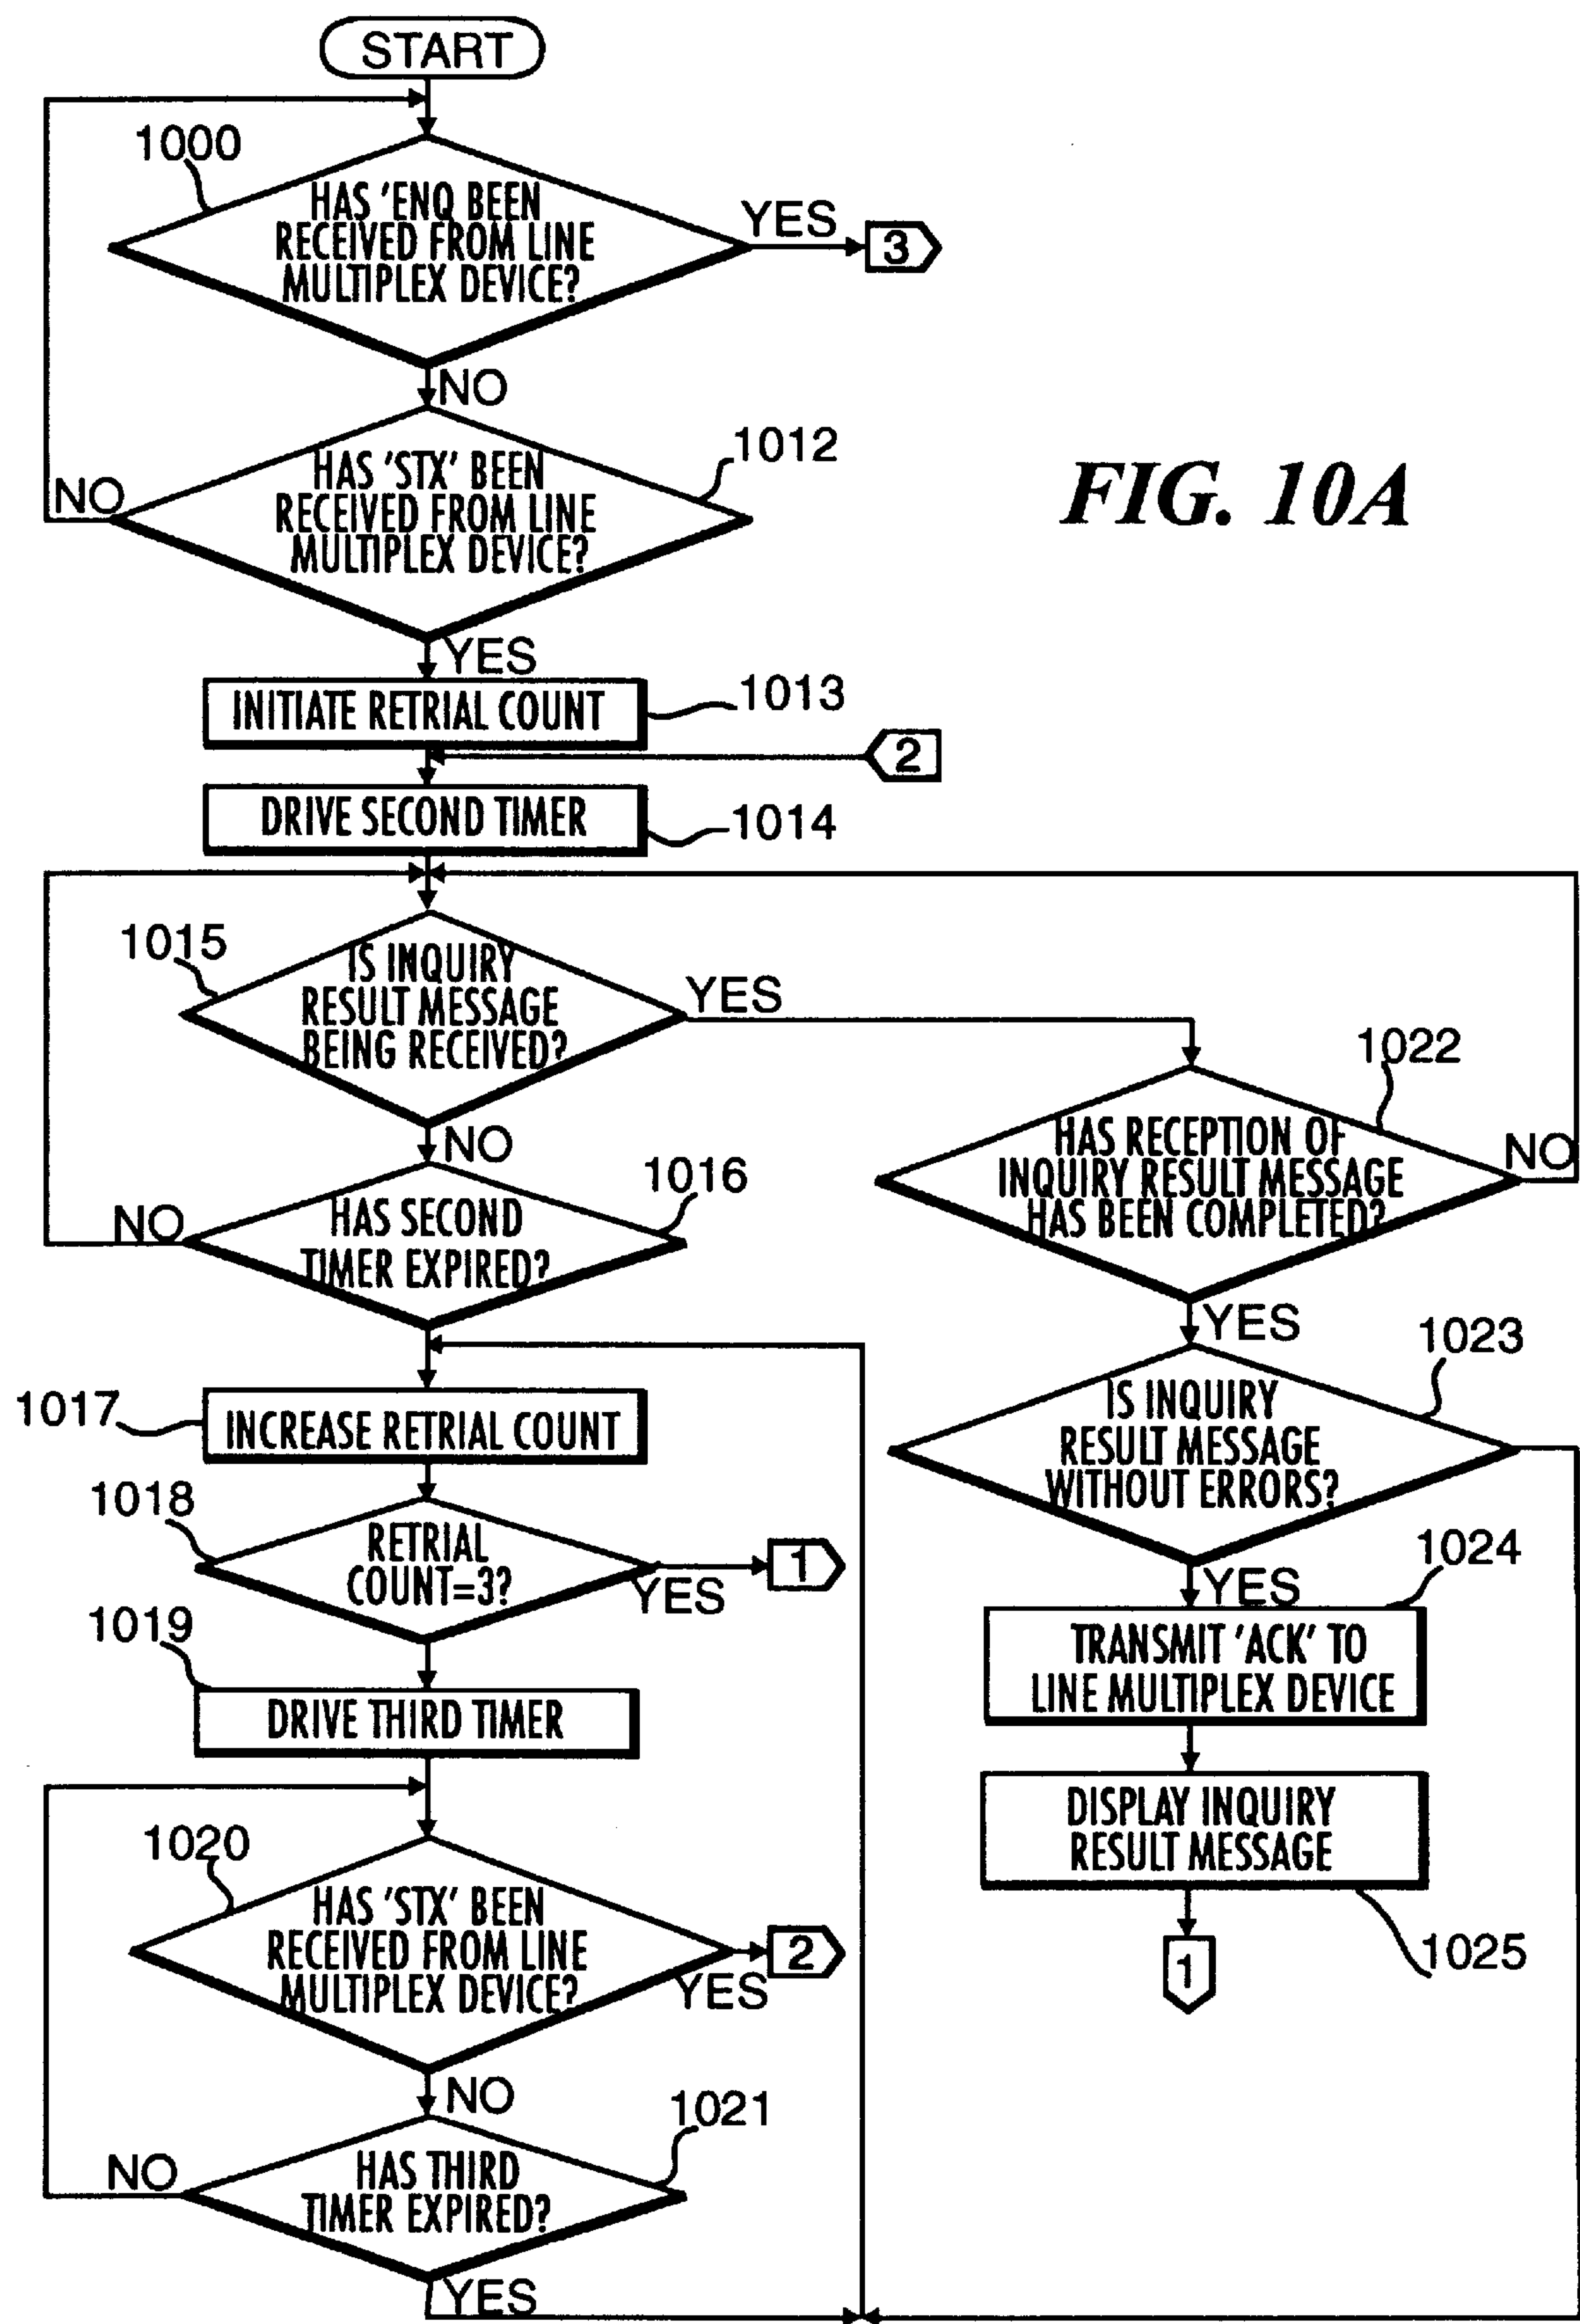 START
1000
HAS 'ENQ BEEN
RECEIVED FROM LINE
MULTIPLEX DEVICE?
YES
3
NO
1012
HAS 'STX' BEEN
RECEIVED FROM LINE
MULTIPLEX DEVICE?
NO
FIG. 10A
YES
INITIATE RETRIAL COUNT
1013
2
DRIVE SECOND TIMER
1014
1015
IS INQUIRY
RESULT MESSAGE
BEING RECEIVED?
YES
NO
1016
HAS SECOND
TIMER EXPIRED?
NO
1017
INCREASE RETRIAL COUNT
1018
RETRIAL
COUNT=3?
YES
1
1019
DRIVE THIRD TIMER
1020
HAS 'STX' BEEN
RECEIVED FROM LINE
MULTIPLEX DEVICE?
YES
2
NO
1021
HAS THIRD
TIMER EXPIRED?
NO
YES
1022
HAS RECEPTION OF
INQUIRY RESULT MESSAGE
HAS BEEN COMPLETED?
NO
YES
1023
IS INQUIRY
RESULT MESSAGE
WITHOUT ERRORS?
YES
1024
TRANSMIT 'ACK' TO
LINE MULTIPLEX DEVICE
DISPLAY INQUIRY
RESULT MESSAGE
1025
1